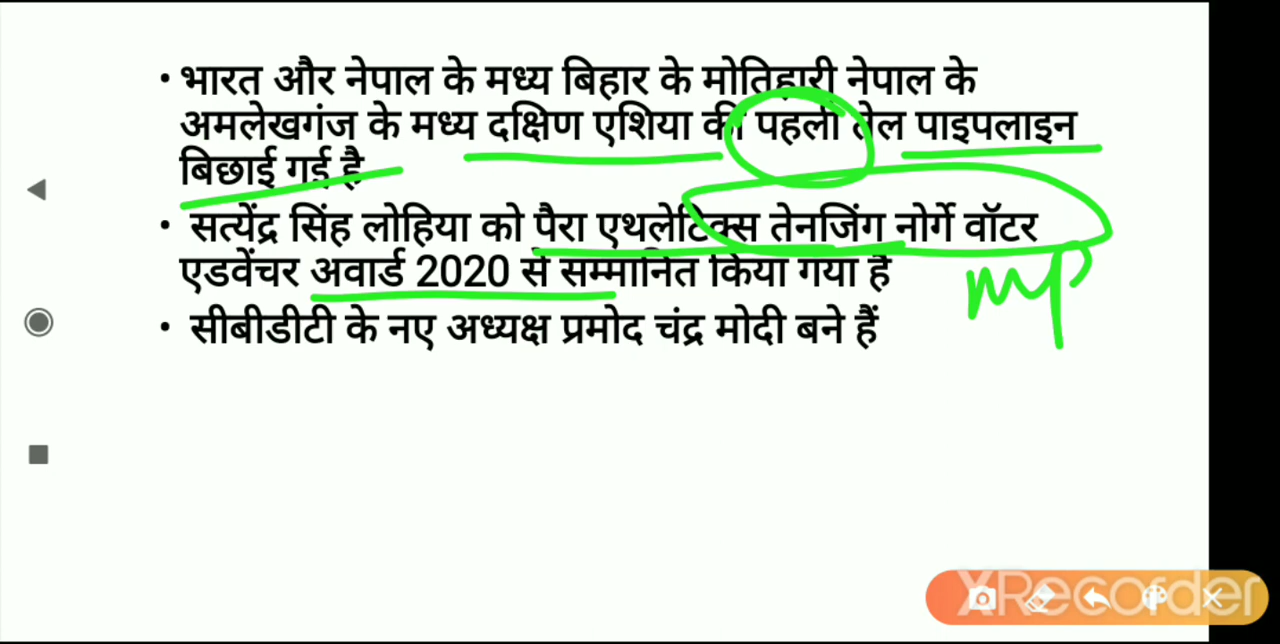 • भारत और नेपाल के मध्य बिहार के मोतिहारी नेपाल के
अमलेखगंज के मध्य दक्षिण एशिया की पहली तेल पाइपलाइन
बिछाई गई है
• सत्येंद्र सिंह लोहिया को पैरा एथलेटिक्स तेनजिंग नोर्गे वॉटर
एडवेंचर अवार्ड 2020 से सम्मानित किया गया है
mp
• सीबीडीटी के नए अध्यक्ष प्रमोद चंद्र मोदी बने हैं
XRecorder